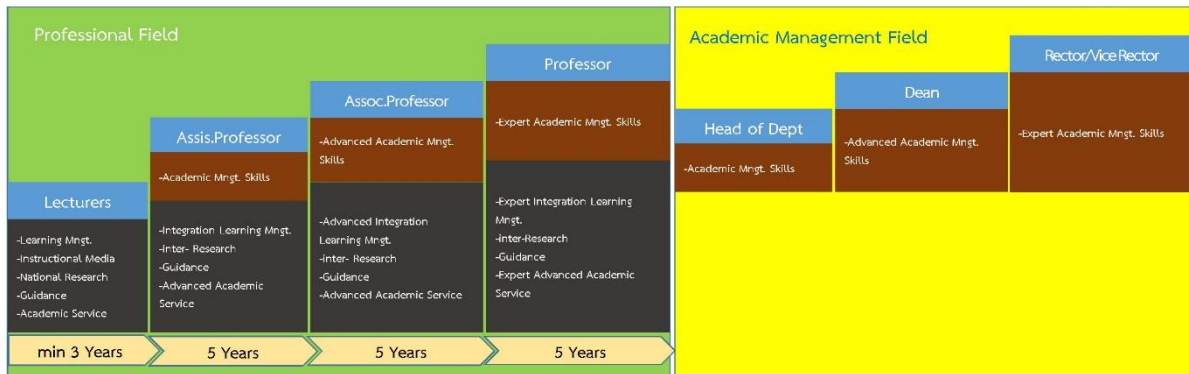 Professional Field
Lecturers
-Learning Mngt.
-Instructional Media
-National Research
-Guidance
-Academic Service
min 3 Years
Assis.Professor
-Academic Mngt. Skills
-Integration Learning Mngt.
-Inter- Research
-Guidance
-Advanced Academic
Service
5 Years
Assoc.Professor
-Advanced Academic Mngt.
Skills
-Advanced Integration
Learning Mngt.
-Inter- Research
-Guidance
-Advanced Academic Service
5 Years
Professor
-Expert Academic Mngt. Skills
-Expert Integration Learning
Mngt.
-Inter-Research
-Guidance
-Expert Advanced Academic
Service
5 Years
Academic Management Field
Head of Dept
-Academic Mngt. Skills
Dean
-Advanced Academic Mngt.
Skills
Rector/Vice Rector
-Expert Academic Mngt. Skills